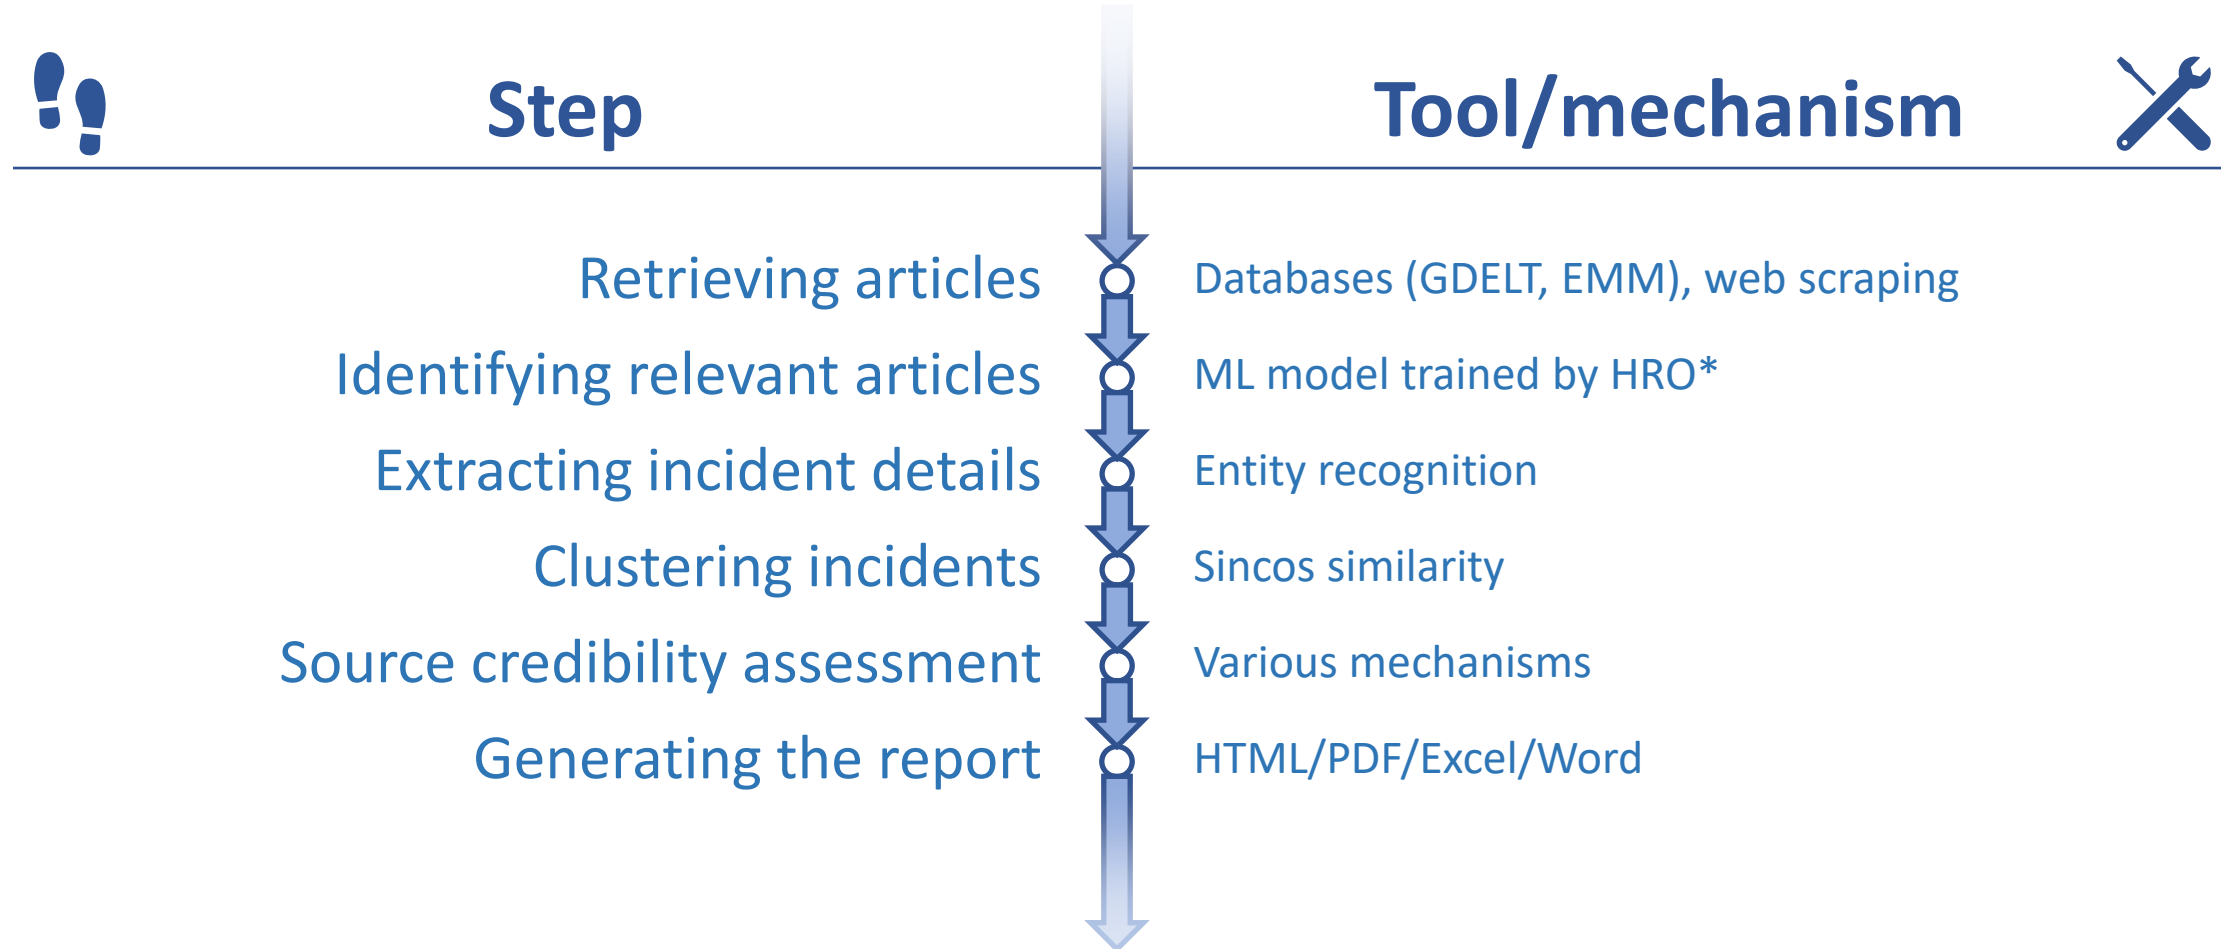 Step
Tool/mechanism
Retrieving articles
Databases (GDELT, EMM), web scraping
Identifying relevant articles
ML model trained by HRO*
Extracting incident details
Entity recognition
Clustering incidents
Sincos similarity
Source credibility assessment
Various mechanisms
Generating the report
HTML/PDF/Excel/Word